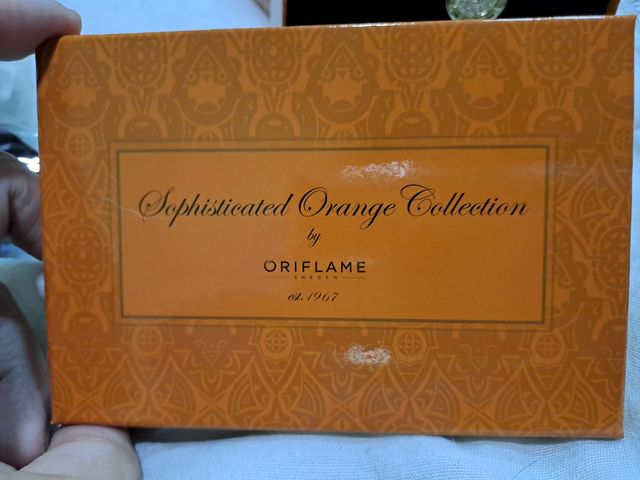 Sophisticated Orange Collection
by
ORIFLAME
SWEDEN
est. 1967